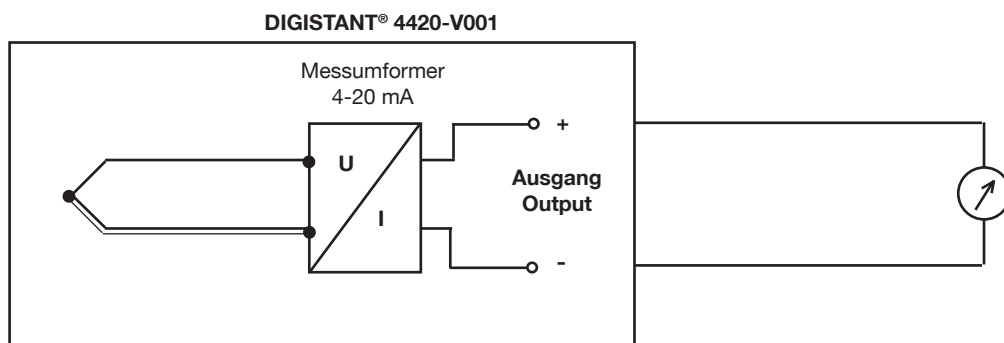 DIGISTANT® 4420-V001
Messumformer
4-20 mA
U
I
+
Ausgang
Output
-